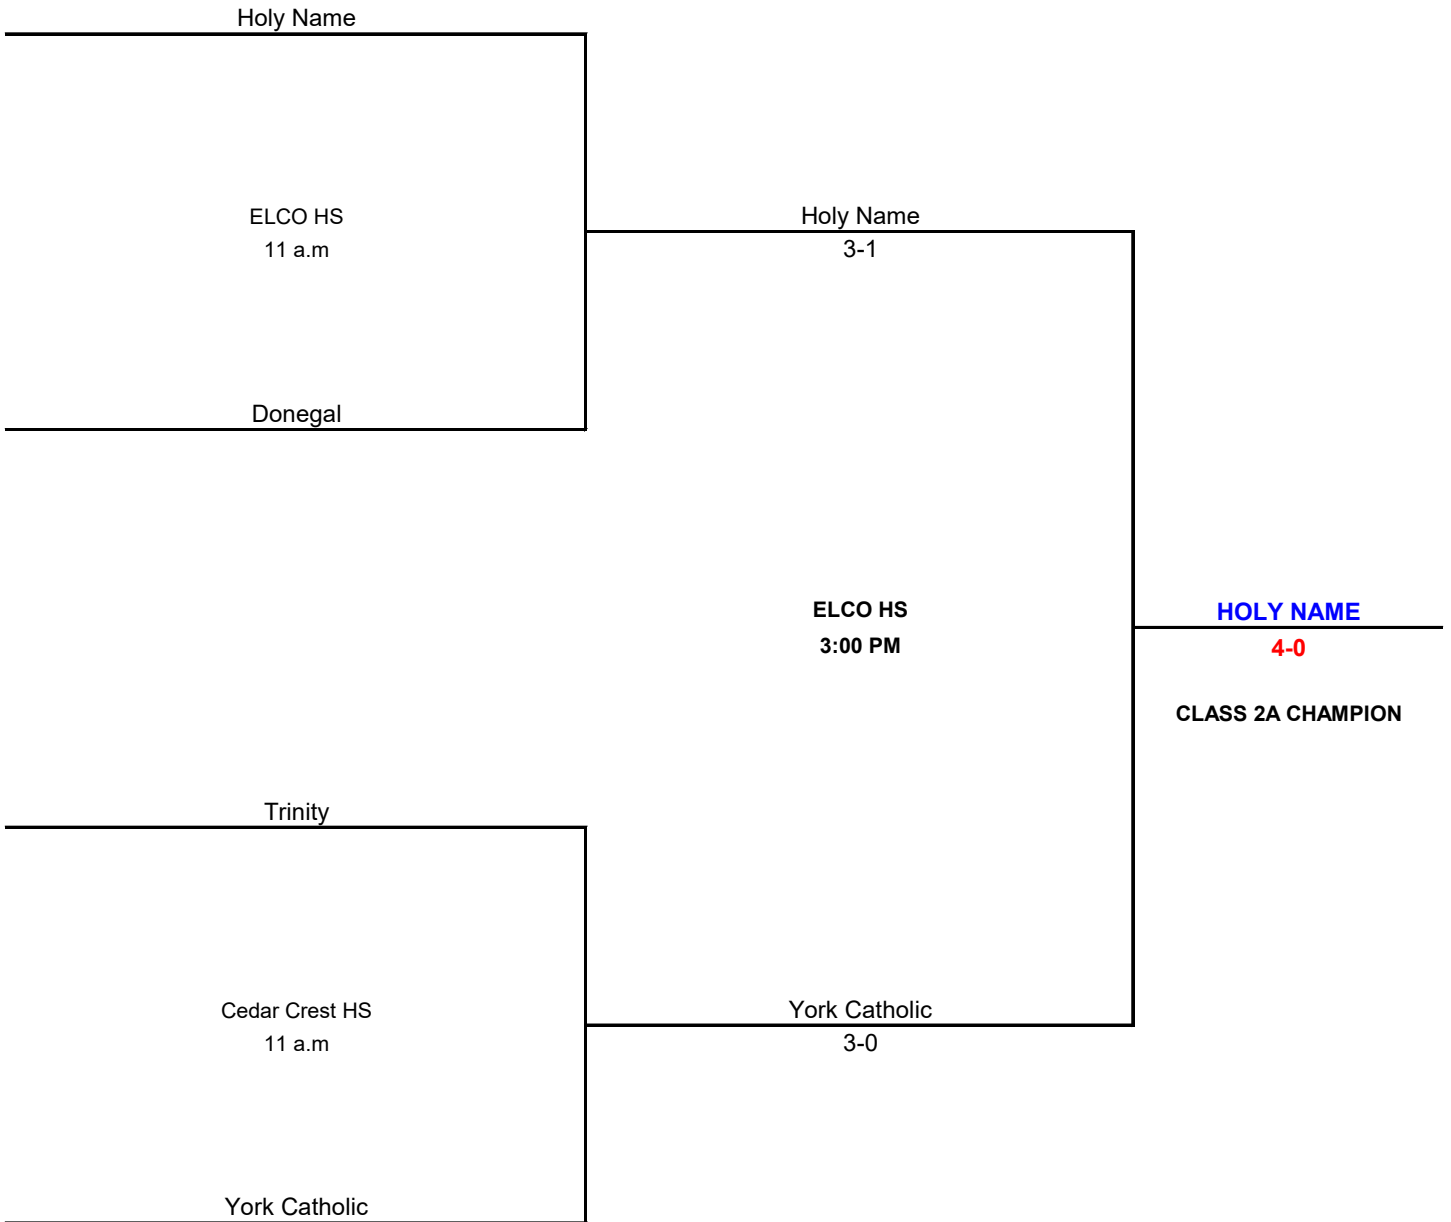 Holy Name
ELCO HS
11 a.m
Donegal
Holy Name
3-1
ELCO HS
3:00 PM
HOLY NAME
4-0
CLASS 2A CHAMPION
Trinity
Cedar Crest HS
11 a.m
York Catholic
York Catholic
3-0